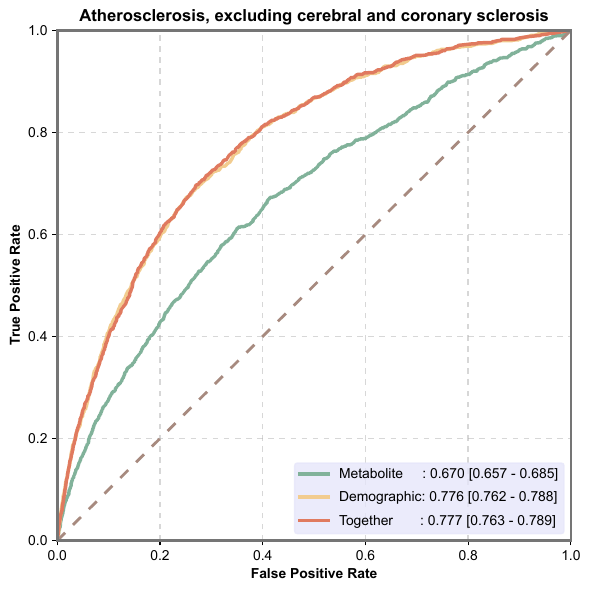 Atherosclerosis, excluding cerebral and coronary sclerosis
1.0
0.8
0.6
0.4
0.2
0.0
True Positive Rate
Metabolite : 0.670 [0.657 - 0.685]
Demographic: 0.776 [0.762 - 0.788]
Together : 0.777 [0.763 - 0.789]
0.0 0.2 0.4 0.6 0.8 1.0
False Positive Rate